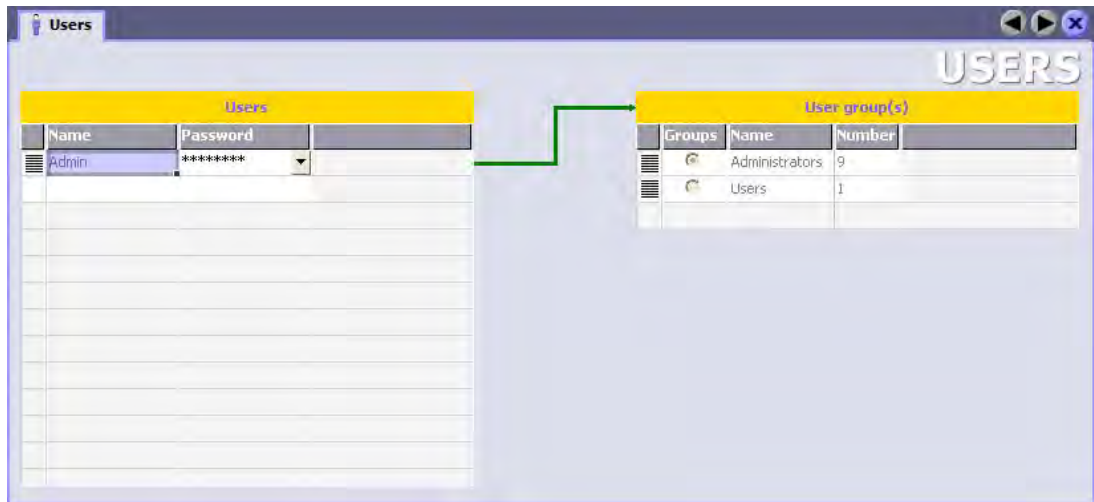 Users
USERS
Users
Name Password
Admin ********
User group(s)
Groups Name Number
Administrators 9
Users 1